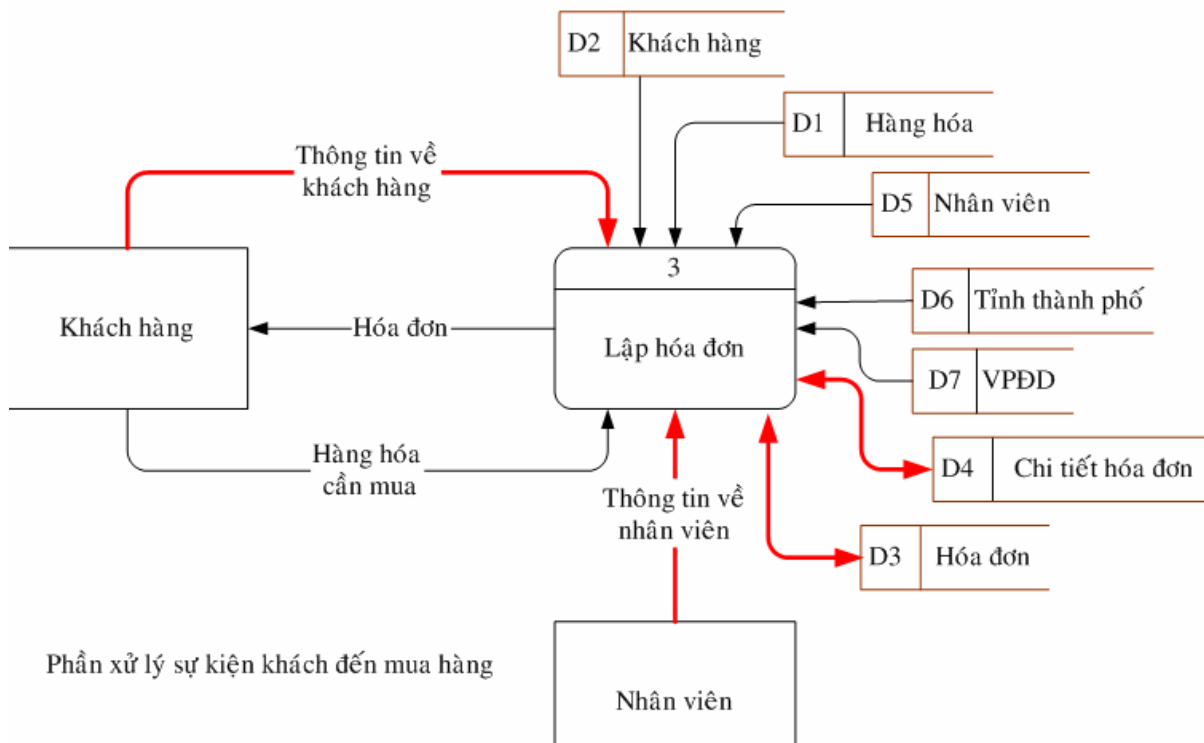 D2 Khách hàng
D1 Hàng hóa
Thông tin về
khách hàng
D5 Nhân viên
3
D6 Tỉnh thành phố
Khách hàng
Hóa đơn
Lập hóa đơn
D7 VPĐD
Hàng hóa
cần mua
D4 Chi tiết hóa đơn
Thông tin về
nhân viên
D3 Hóa đơn
Phần xử lý sự kiện khách đến mua hàng
Nhân viên